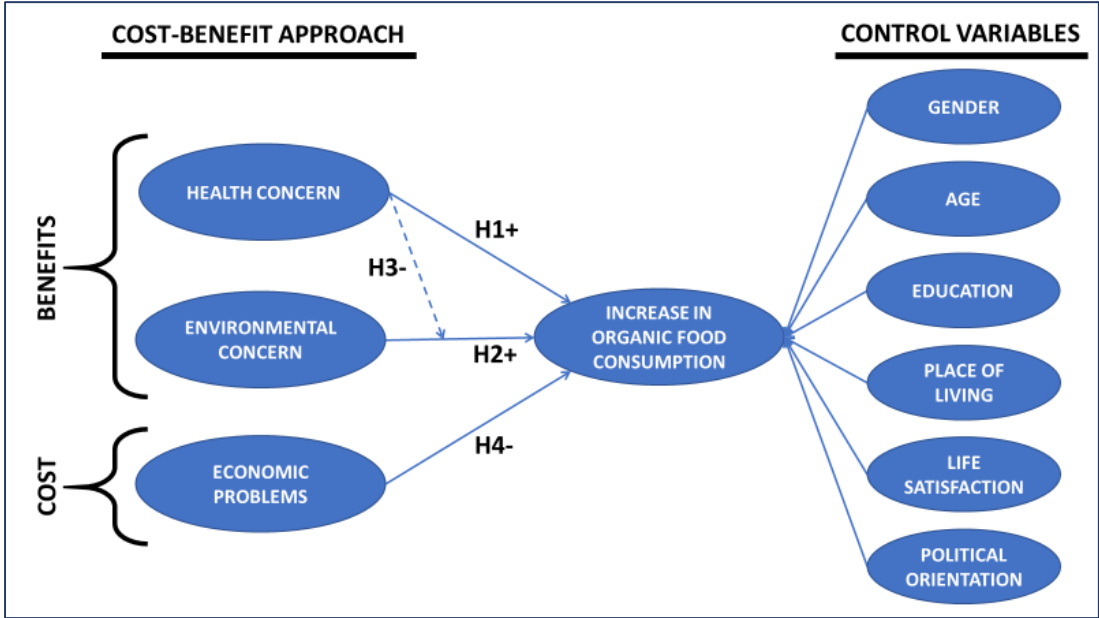 COST-BENEFIT APPROACH
CONTROL VARIABLES
BENEFITS
HEALTH CONCERN
H1+
H3-
ENVIRONMENTAL
CONCERN
H2+
INCREASE IN
ORGANIC FOOD
CONSUMPTION
COST
ECONOMIC
PROBLEMS
H4-
GENDER
AGE
EDUCATION
PLACE OF
LIVING
LIFE
SATISFACTION
POLITICAL
ORIENTATION